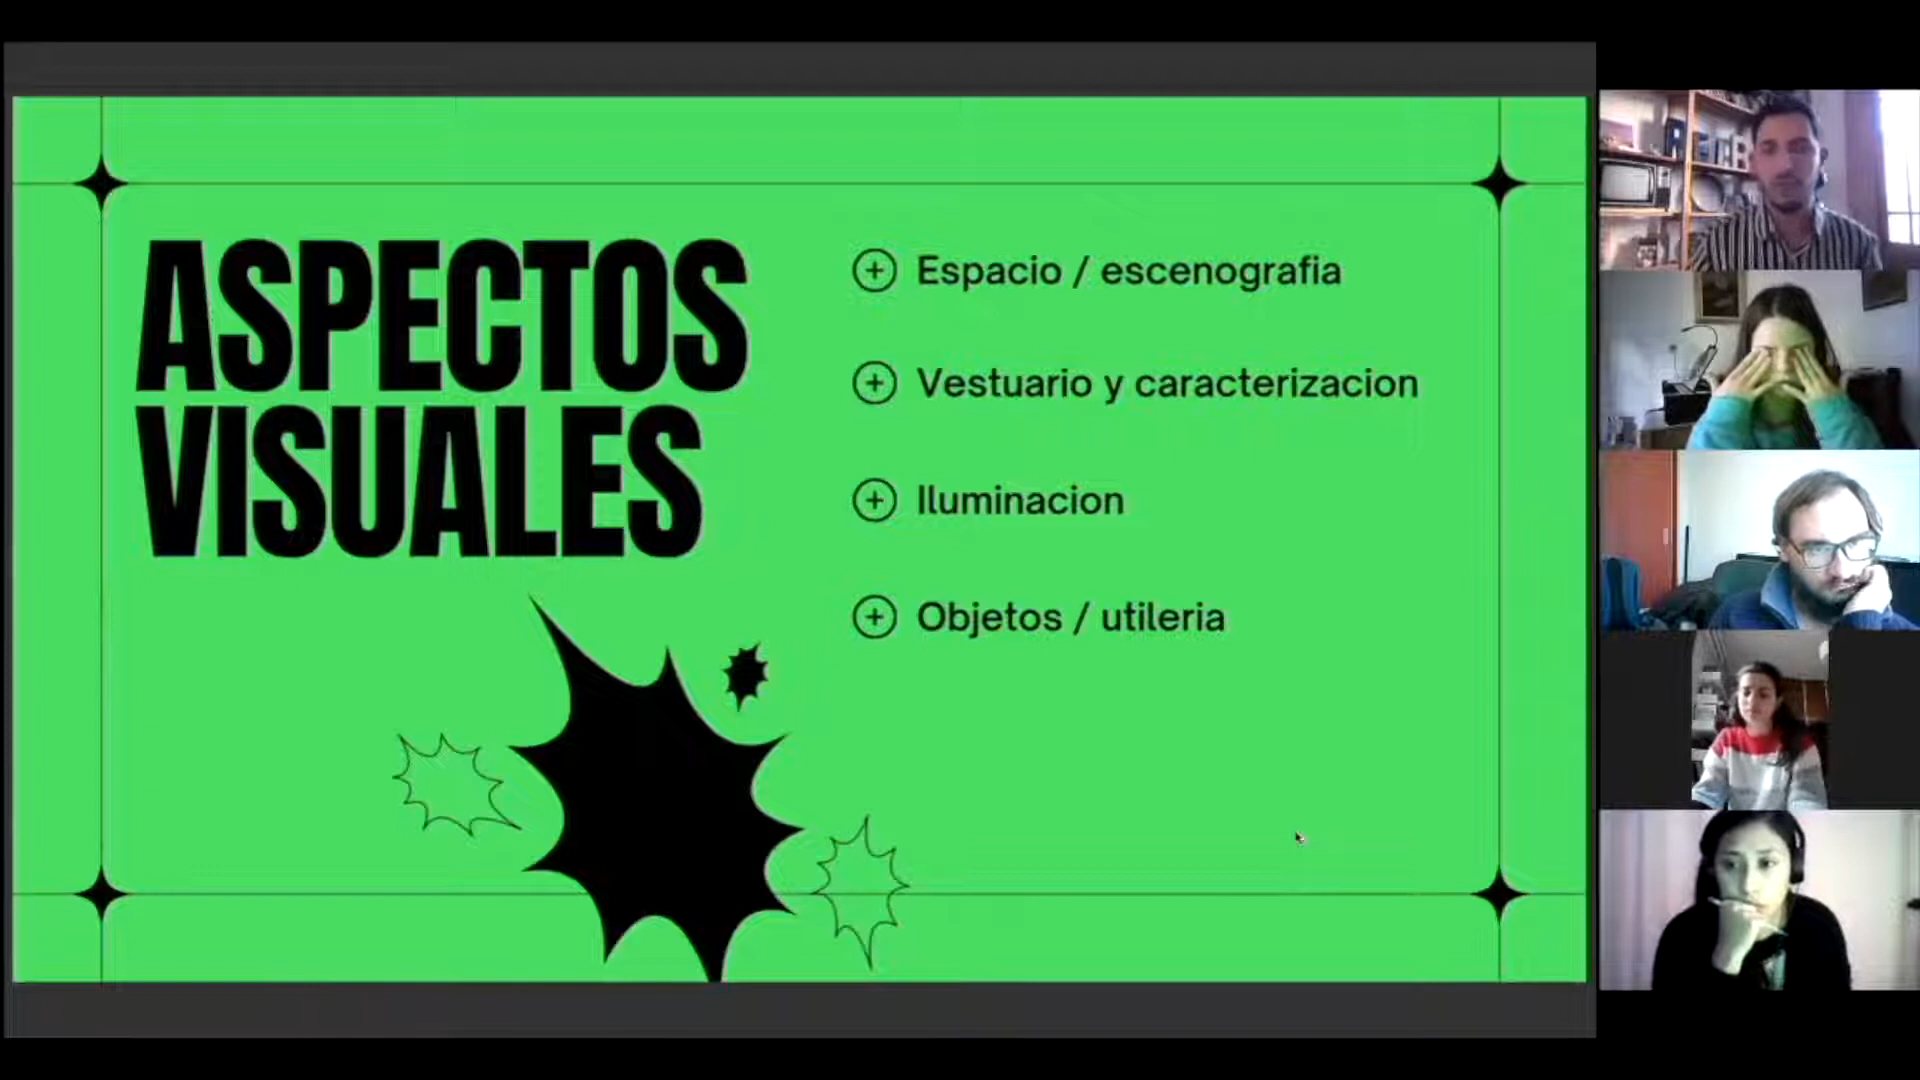 ASPECTOS
VISUALES
Espacio / escenografia
Vestuario y caracterizacion
Iluminacion
Objetos / utileria